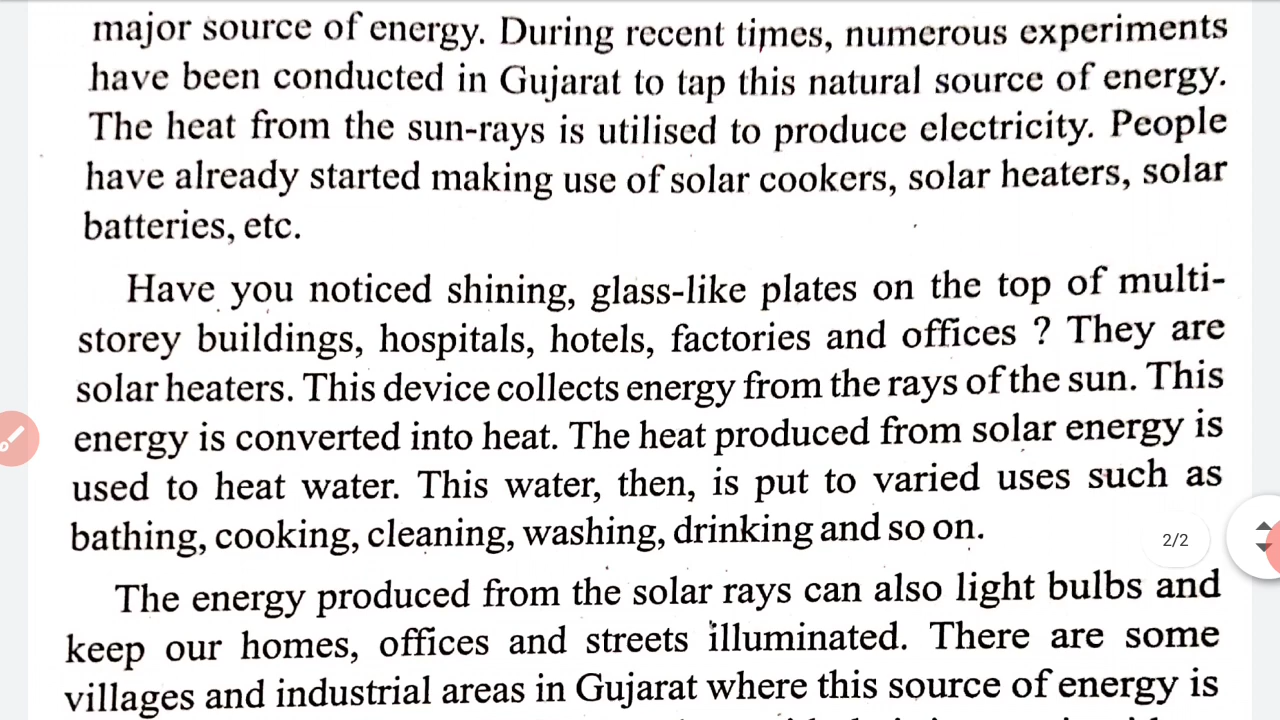 major source of energy. During recent times, numerous experiments
have been conducted in Gujarat to tap this natural source of energy.
The heat from the sun-rays is utilised to produce electricity. People
have already started making use of solar cookers, solar heaters, solar
batteries, etc.
Have you noticed shining, glass-like plates on the top of multi-
storey buildings, hospitals, hotels, factories and offices ? They are
solar heaters. This device collects energy from the rays of the sun. This
energy is converted into heat. The heat produced from solar energy is
used to heat water. This water, then, is put to varied uses such as
bathing, cooking, cleaning, washing, drinking and so on.
2/2
The energy produced from the solar rays can also light bulbs and
keep our homes, offices and streets illuminated. There are some
villages and industrial areas in Gujarat where this source of energy is